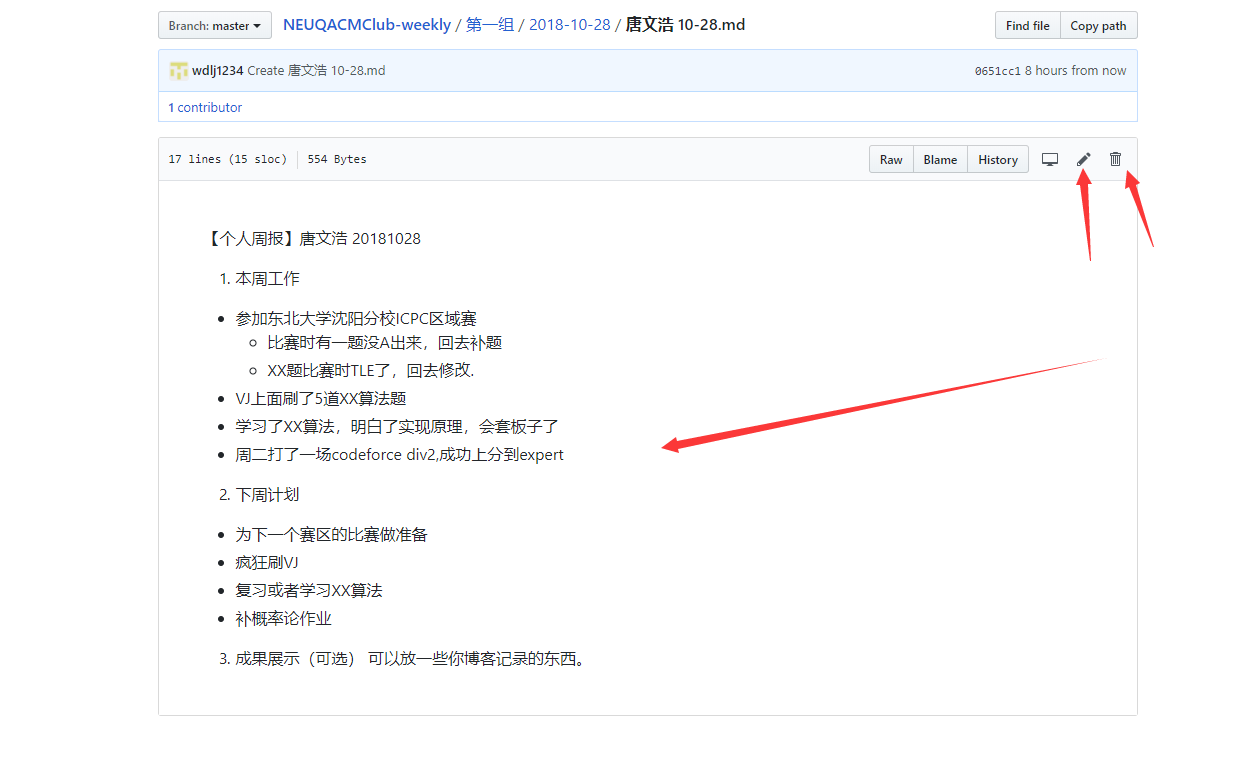 Branch: master
NEUQACMClub-weekly / 第一组 / 2018-10-28 / 唐文浩 10-28.md
Find file
Copy path
wdlj1234 Create 唐文浩 10-28.md
0651cc1 8 hours from now
1 contributor
17 lines (15 sloc)
554 Bytes
Raw
Blame
History
【个人周报】唐文浩 20181028
1. 本周工作
参加东北大学沈阳分校ICPC区域赛
比赛时有一题没A出来，回去补题
XX题比赛时TLE了，回去修改.
VJ上面刷了5道XX算法题
学习了XX算法，明白了实现原理，会套板子了
周二打了一场codeforce div2,成功上分到expert
2. 下周计划
为下一个赛区的比赛做准备
疯狂刷VJ
复习或者学习XX算法
补概率论作业
3. 成果展示（可选） 可以放一些你博客记录的东西。